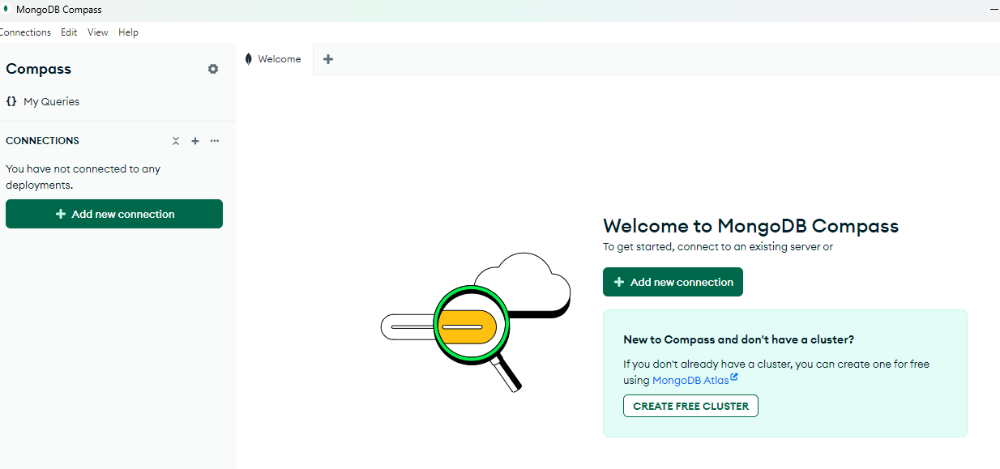 MongoDB Compass
Connections Edit View Help
Compass
{} My Queries
CONNECTIONS
You have not connected to any
deployments.
+ Add new connection
Welcome
Welcome to MongoDB Compass
To get started, connect to an existing server or
+ Add new connection
New to Compass and don't have a cluster?
If you don't already have a cluster, you can create one for free
using MongoDB Atlas
CREATE FREE CLUSTER